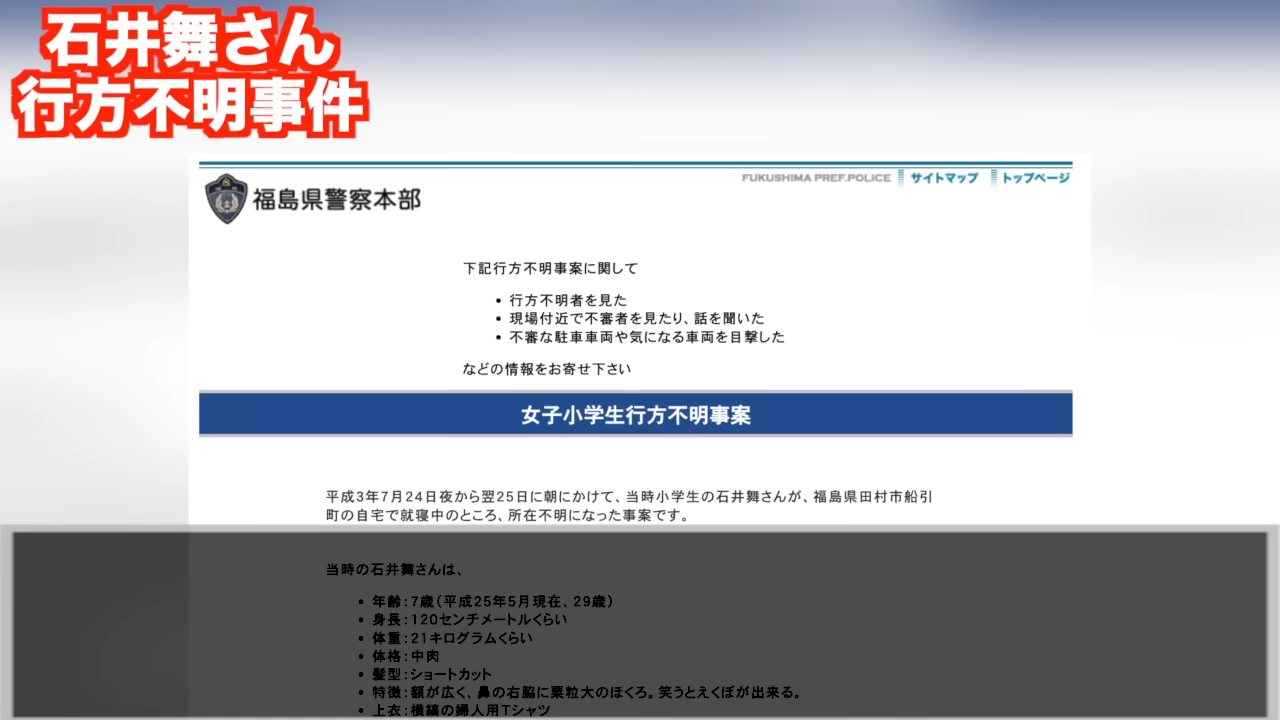 石井舞さん
行方不明事件
FUKUSHIMA PREF.POLICE サイトマップ トップページ
福島県警察本部
下記行方不明事案に関して
• 行方不明者を見た
• 現場付近で不審者を見たり、話を聞いた
• 不審な駐車車両や気になる車両を目撃した
などの情報をお寄せ下さい
女子小学生行方不明事案
平成3年7月24日夜から翌25日に朝にかけて、当時小学生の石井舞さんが、福島県田村市船引
町の自宅で就寝中のところ、所在不明になった事案です。
当時の石井舞さんは、
• 年齢:7歳(平成25年5月現在、29歳)
• 身長:120センチメートルくらい
• 体重:21キログラムくらい
• 体格:中肉
• 髪型:ショートカット
• 特徴:額が広く、鼻の右脇に粟粒大のほくろ。笑うとえくぼが出来る。
• 上衣:横縞の婦人用Tシャツ